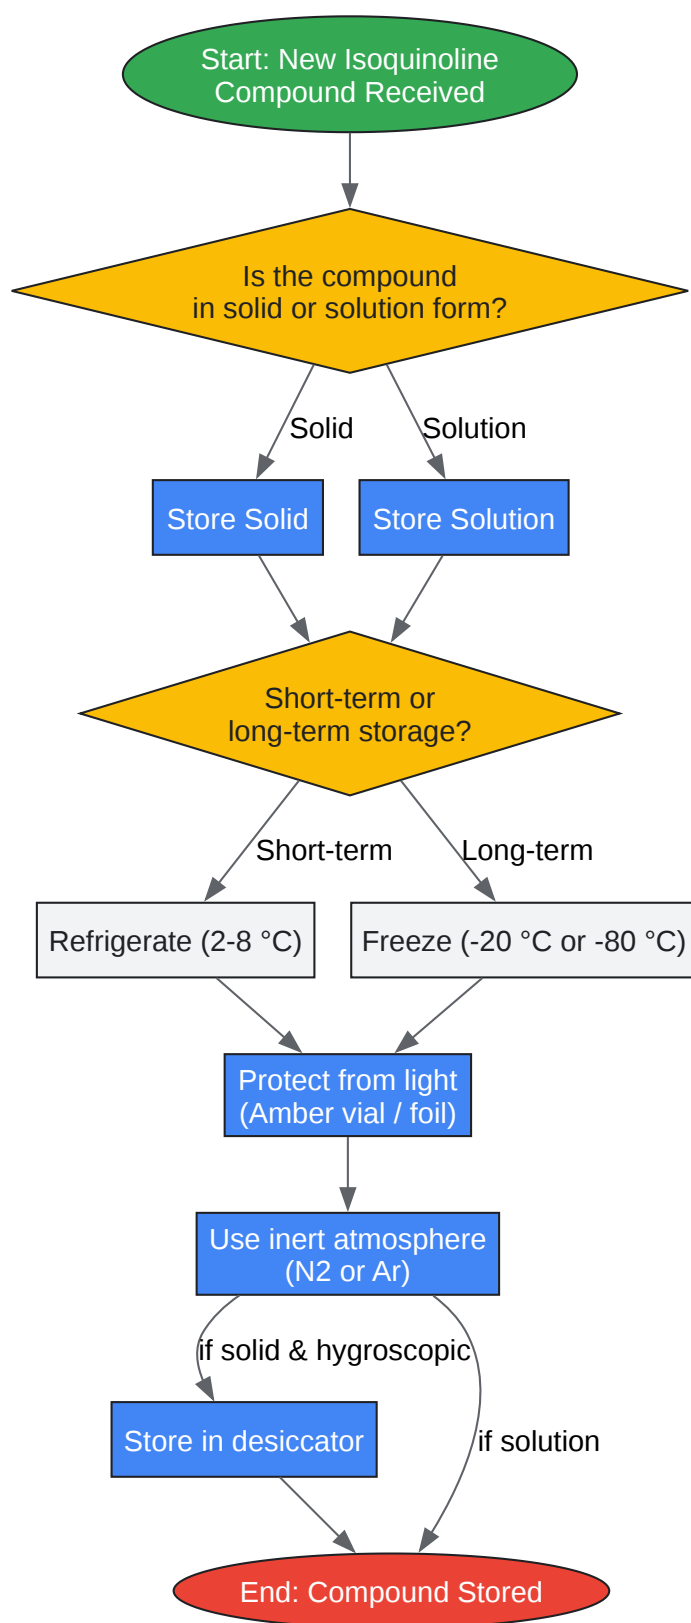 Start: New Isoquinoline
Compound Received
Is the compound
in solid or solution form?
Solid
Solution
Store Solid
Store Solution
Short-term or
long-term storage?
Short-term
Long-term
Refrigerate (2-8 °C)
Freeze (-20 °C or -80 °C)
Protect from light
(Amber vial / foil)
Use inert atmosphere
(N2 or Ar)
if solid & hygroscopic
Store in desiccator
if solution
End: Compound Stored